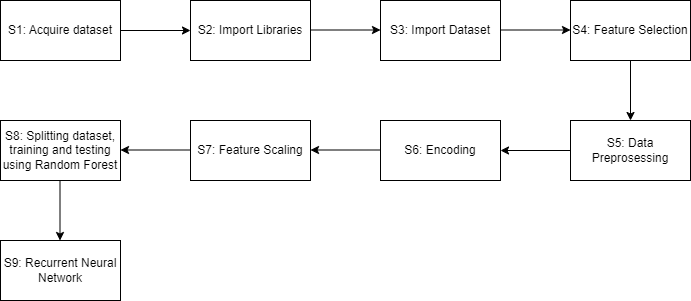 S1: Acquire dataset
S2: Import Libraries
S3: Import Dataset
S4: Feature Selection
S5: Data
Preprosessing
S6: Encoding
S7: Feature Scaling
S8: Splitting dataset,
training and testing
using Random Forest
S9: Recurrent Neural
Network